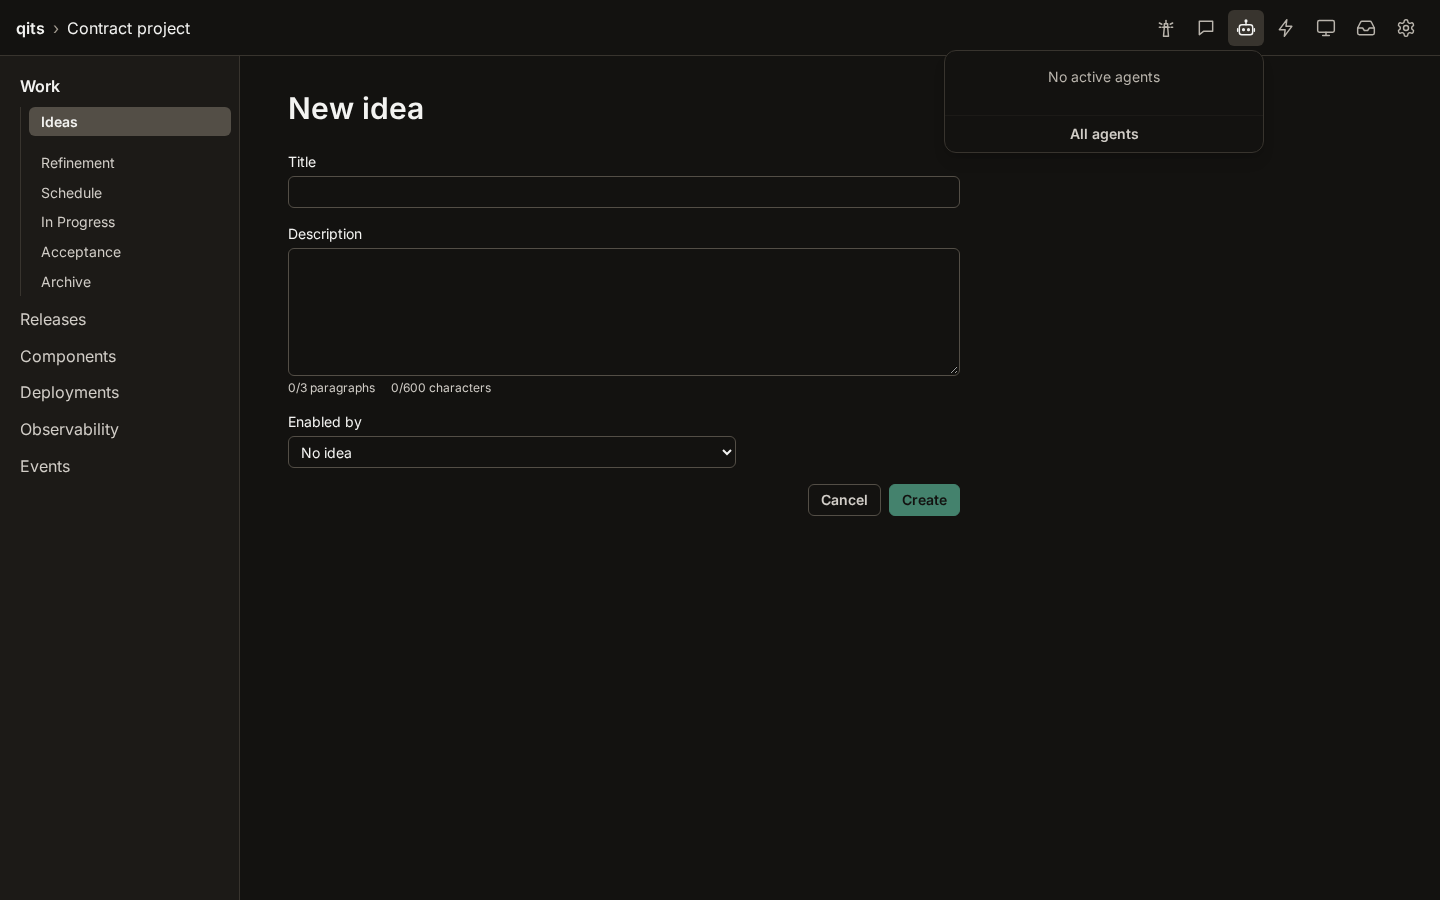 qits › Contract project
No active agents
All agents
Work
Ideas
Refinement
Schedule
In Progress
Acceptance
Archive
Releases
Components
Deployments
Observability
Events
New idea
Title
Description
0/3 paragraphs 0/600 characters
Enabled by
No idea
Cancel Create